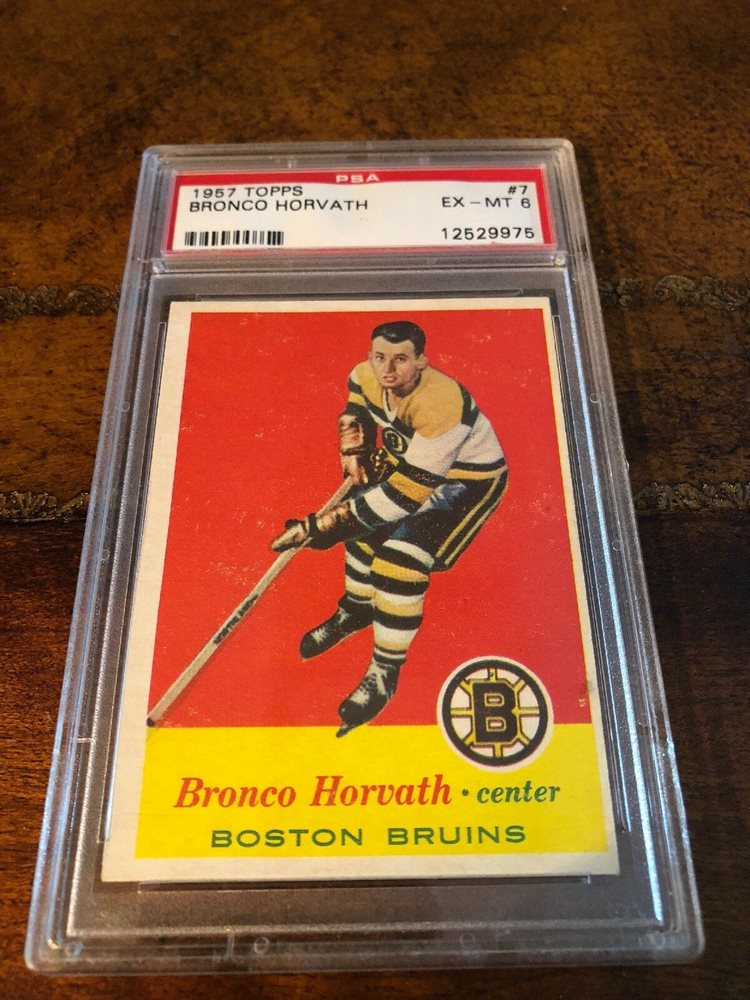 PSA
1957 TOPPS #7
BRONCO HORVATH EX-MT 6
12529975
B
Bronco Horvath · center
BOSTON BRUINS